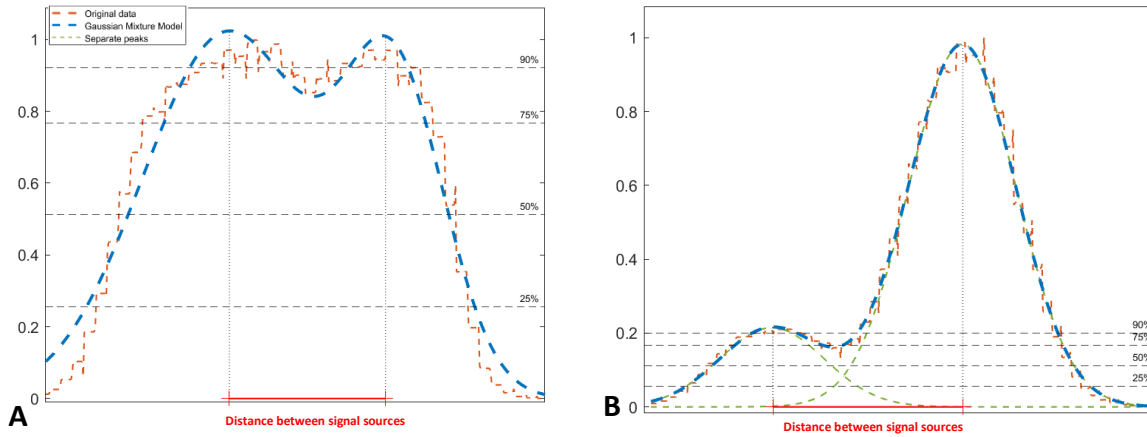 Original data
Gaussian Mixture Model
Separate peaks
1
0.8
0.6
0.4
0.2
0
90%
75%
50%
25%
A
Distance between signal sources
1
0.8
0.6
0.4
0.2
0
90%
75%
50%
25%
B
Distance between signal sources